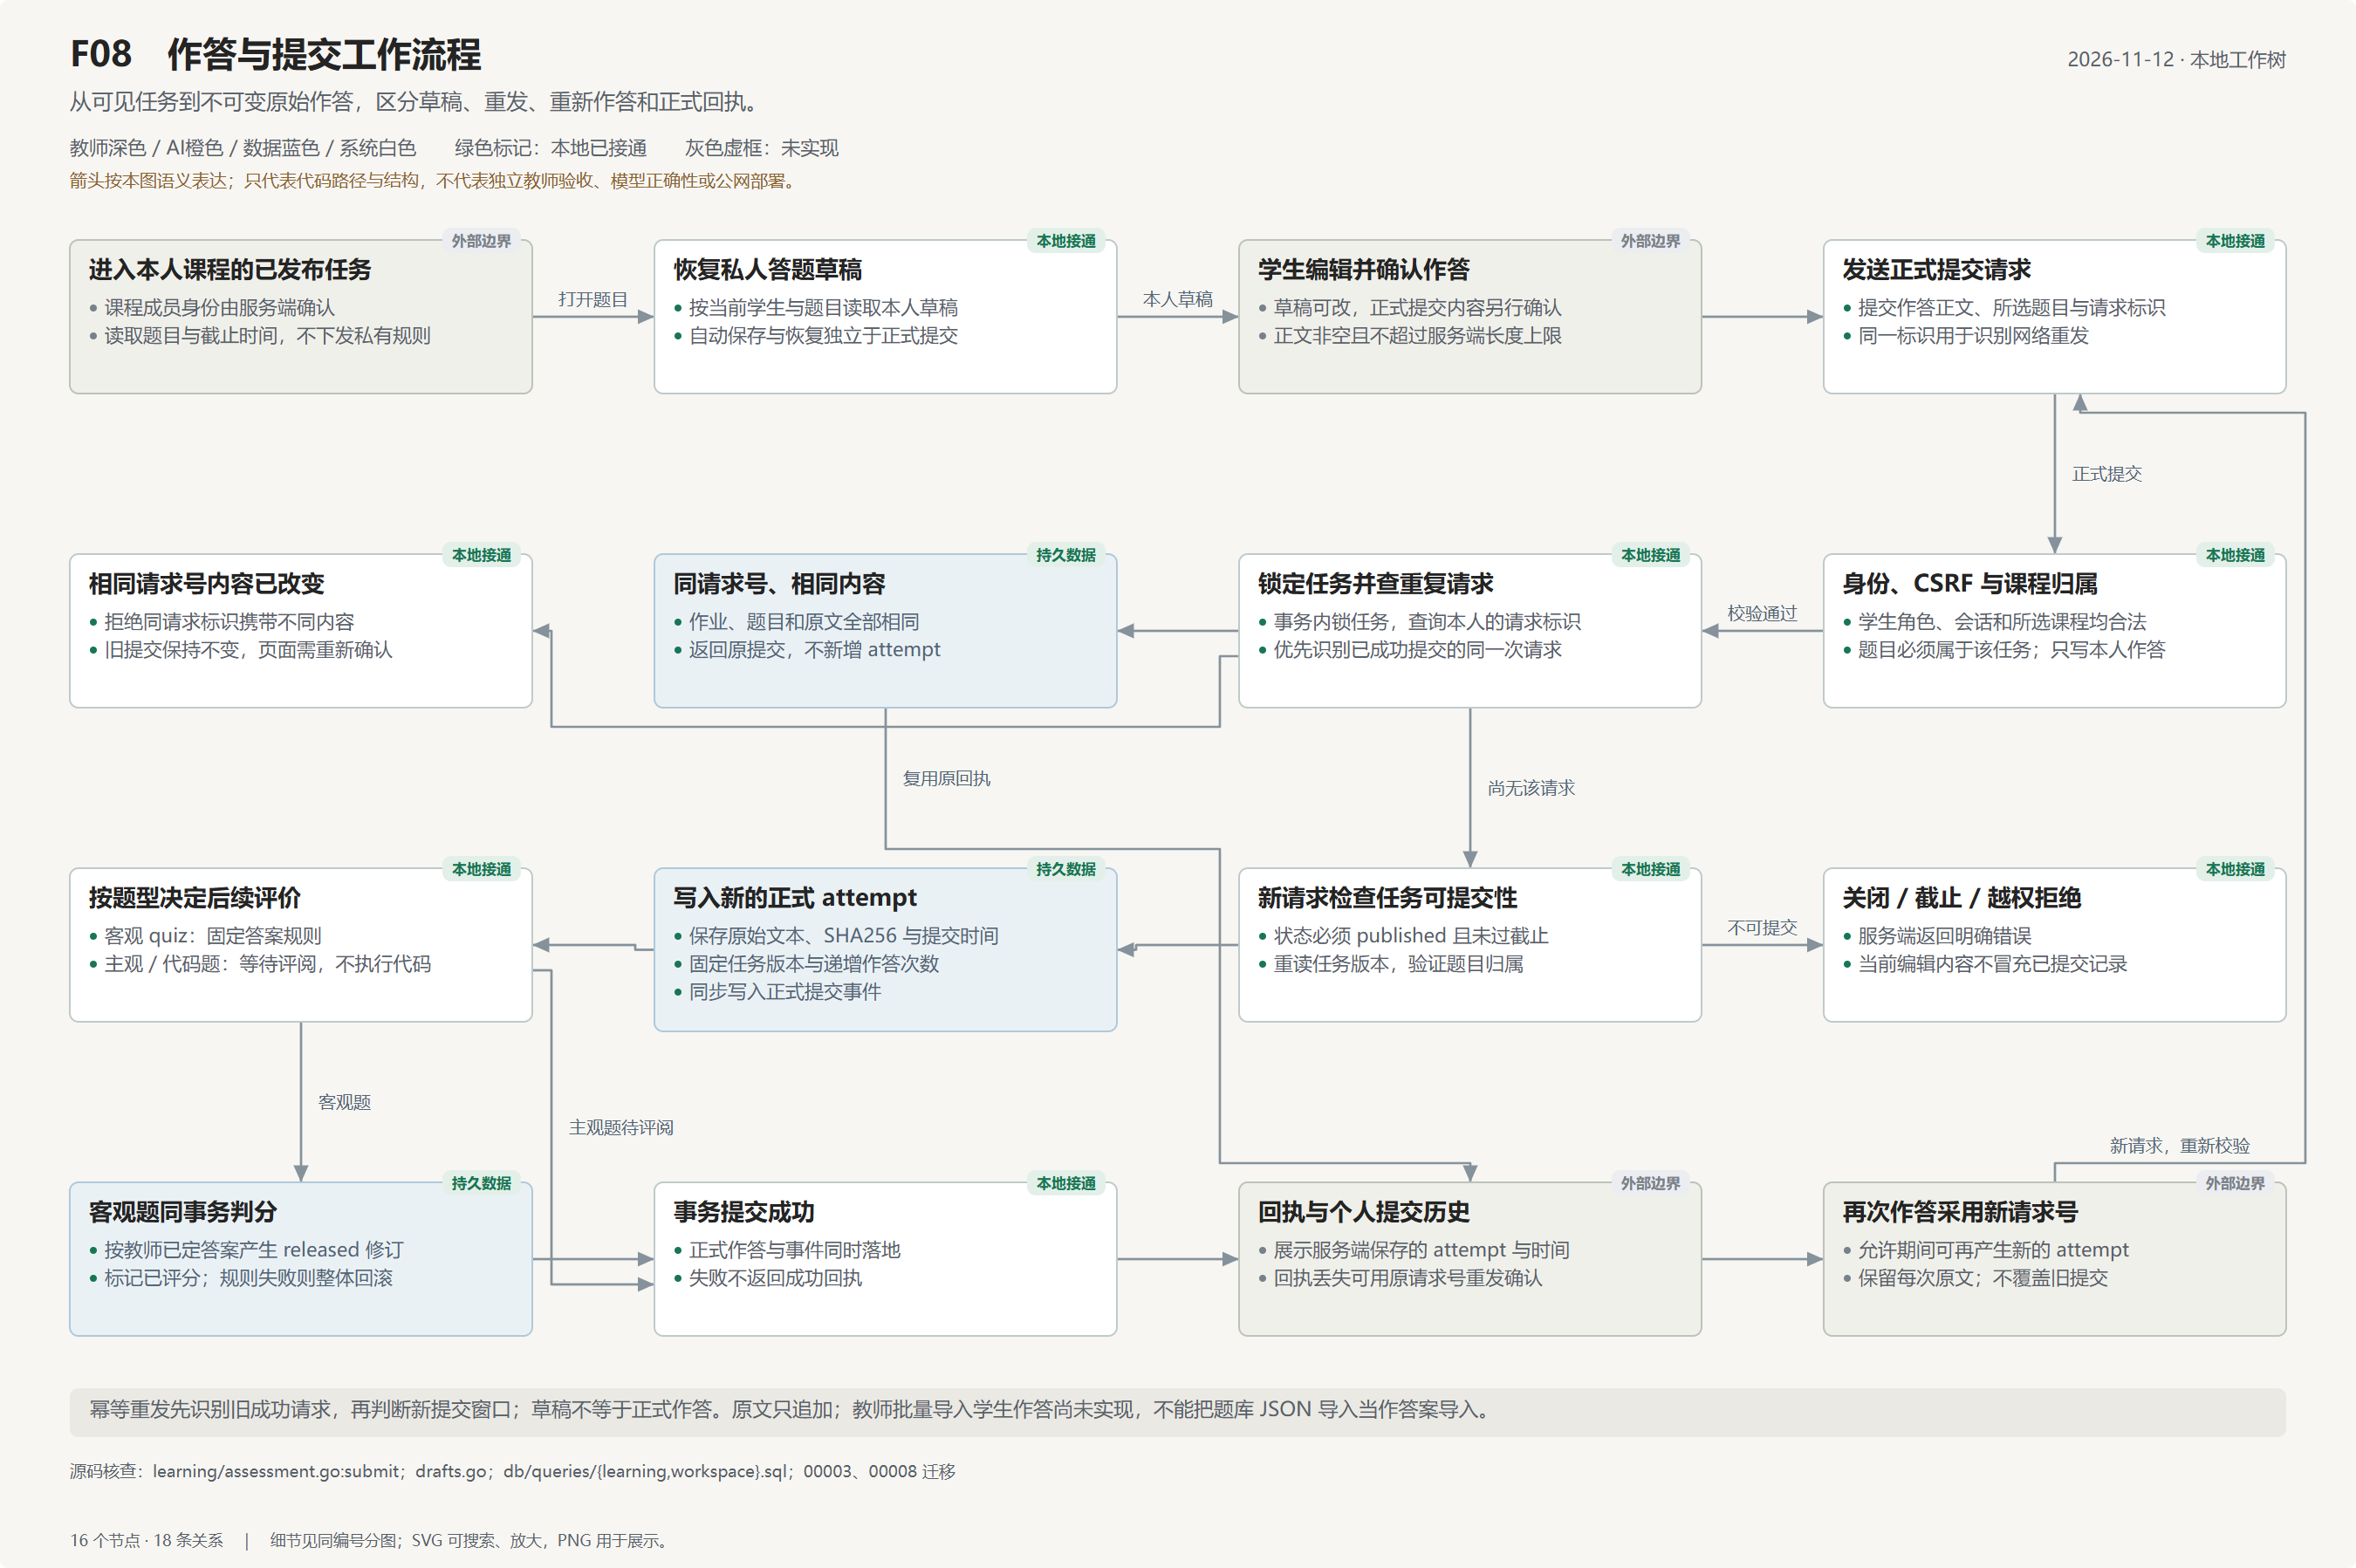 F08 作答与提交工作流程
2026-11-12 · 本地工作树
从可见任务到不可变原始作答，区分草稿、重发、重新作答和正式回执。
教师深色 / AI橙色 / 数据蓝色 / 系统白色 绿色标记：本地已接通 灰色虚框：未实现
箭头按本图语义表达；只代表代码路径与结构，不代表独立教师验收、模型正确性或公网部署。
外部边界
进入本人课程的已发布任务
• 课程成员身份由服务端确认
• 读取题目与截止时间，不下发私有规则
打开题目
本地接通
恢复私人答题草稿
• 按当前学生与题目读取本人草稿
• 自动保存与恢复独立于正式提交
本人草稿
外部边界
学生编辑并确认作答
• 草稿可改，正式提交内容另行确认
• 正文非空且不超过服务端长度上限
本地接通
发送正式提交请求
• 提交作答正文、所选题目与请求标识
• 同一标识用于识别网络重发
正式提交
本地接通
相同请求号内容已改变
• 拒绝同请求标识携带不同内容
• 旧提交保持不变，页面需重新确认
持久数据
同请求号、相同内容
• 作业、题目和原文全部相同
• 返回原提交，不新增 attempt
本地接通
锁定任务并查重复请求
• 事务内锁任务，查询本人的请求标识
• 优先识别已成功提交的同一次请求
校验通过
本地接通
身份、CSRF 与课程归属
• 学生角色、会话和所选课程均合法
• 题目必须属于该任务；只写本人作答
复用原回执
尚无该请求
本地接通
按题型决定后续评价
• 客观 quiz：固定答案规则
• 主观 / 代码题：等待评阅，不执行代码
持久数据
写入新的正式 attempt
• 保存原始文本、SHA256 与提交时间
• 固定任务版本与递增作答次数
• 同步写入正式提交事件
本地接通
新请求检查任务可提交性
• 状态必须 published 且未过截止
• 重读任务版本，验证题目归属
不可提交
本地接通
关闭 / 截止 / 越权拒绝
• 服务端返回明确错误
• 当前编辑内容不冒充已提交记录
客观题
主观题待评阅
新请求，重新校验
持久数据
客观题同事务判分
• 按教师已定答案产生 released 修订
• 标记已评分；规则失败则整体回滚
本地接通
事务提交成功
• 正式作答与事件同时落地
• 失败不返回成功回执
外部边界
回执与个人提交历史
• 展示服务端保存的 attempt 与时间
• 回执丢失可用原请求号重发确认
外部边界
再次作答采用新请求号
• 允许期间可再产生新的 attempt
• 保留每次原文；不覆盖旧提交
幂等重发先识别旧成功请求，再判断新提交窗口；草稿不等于正式作答。原文只追加；教师批量导入学生作答尚未实现，不能把题库 JSON 导入当作答案导入。
源码核查：learning/assessment.go:submit；drafts.go；db/queries/{learning,workspace}.sql；00003、00008 迁移
16 个节点 · 18 条关系 | 细节见同编号分图；SVG 可搜索、放大，PNG 用于展示。